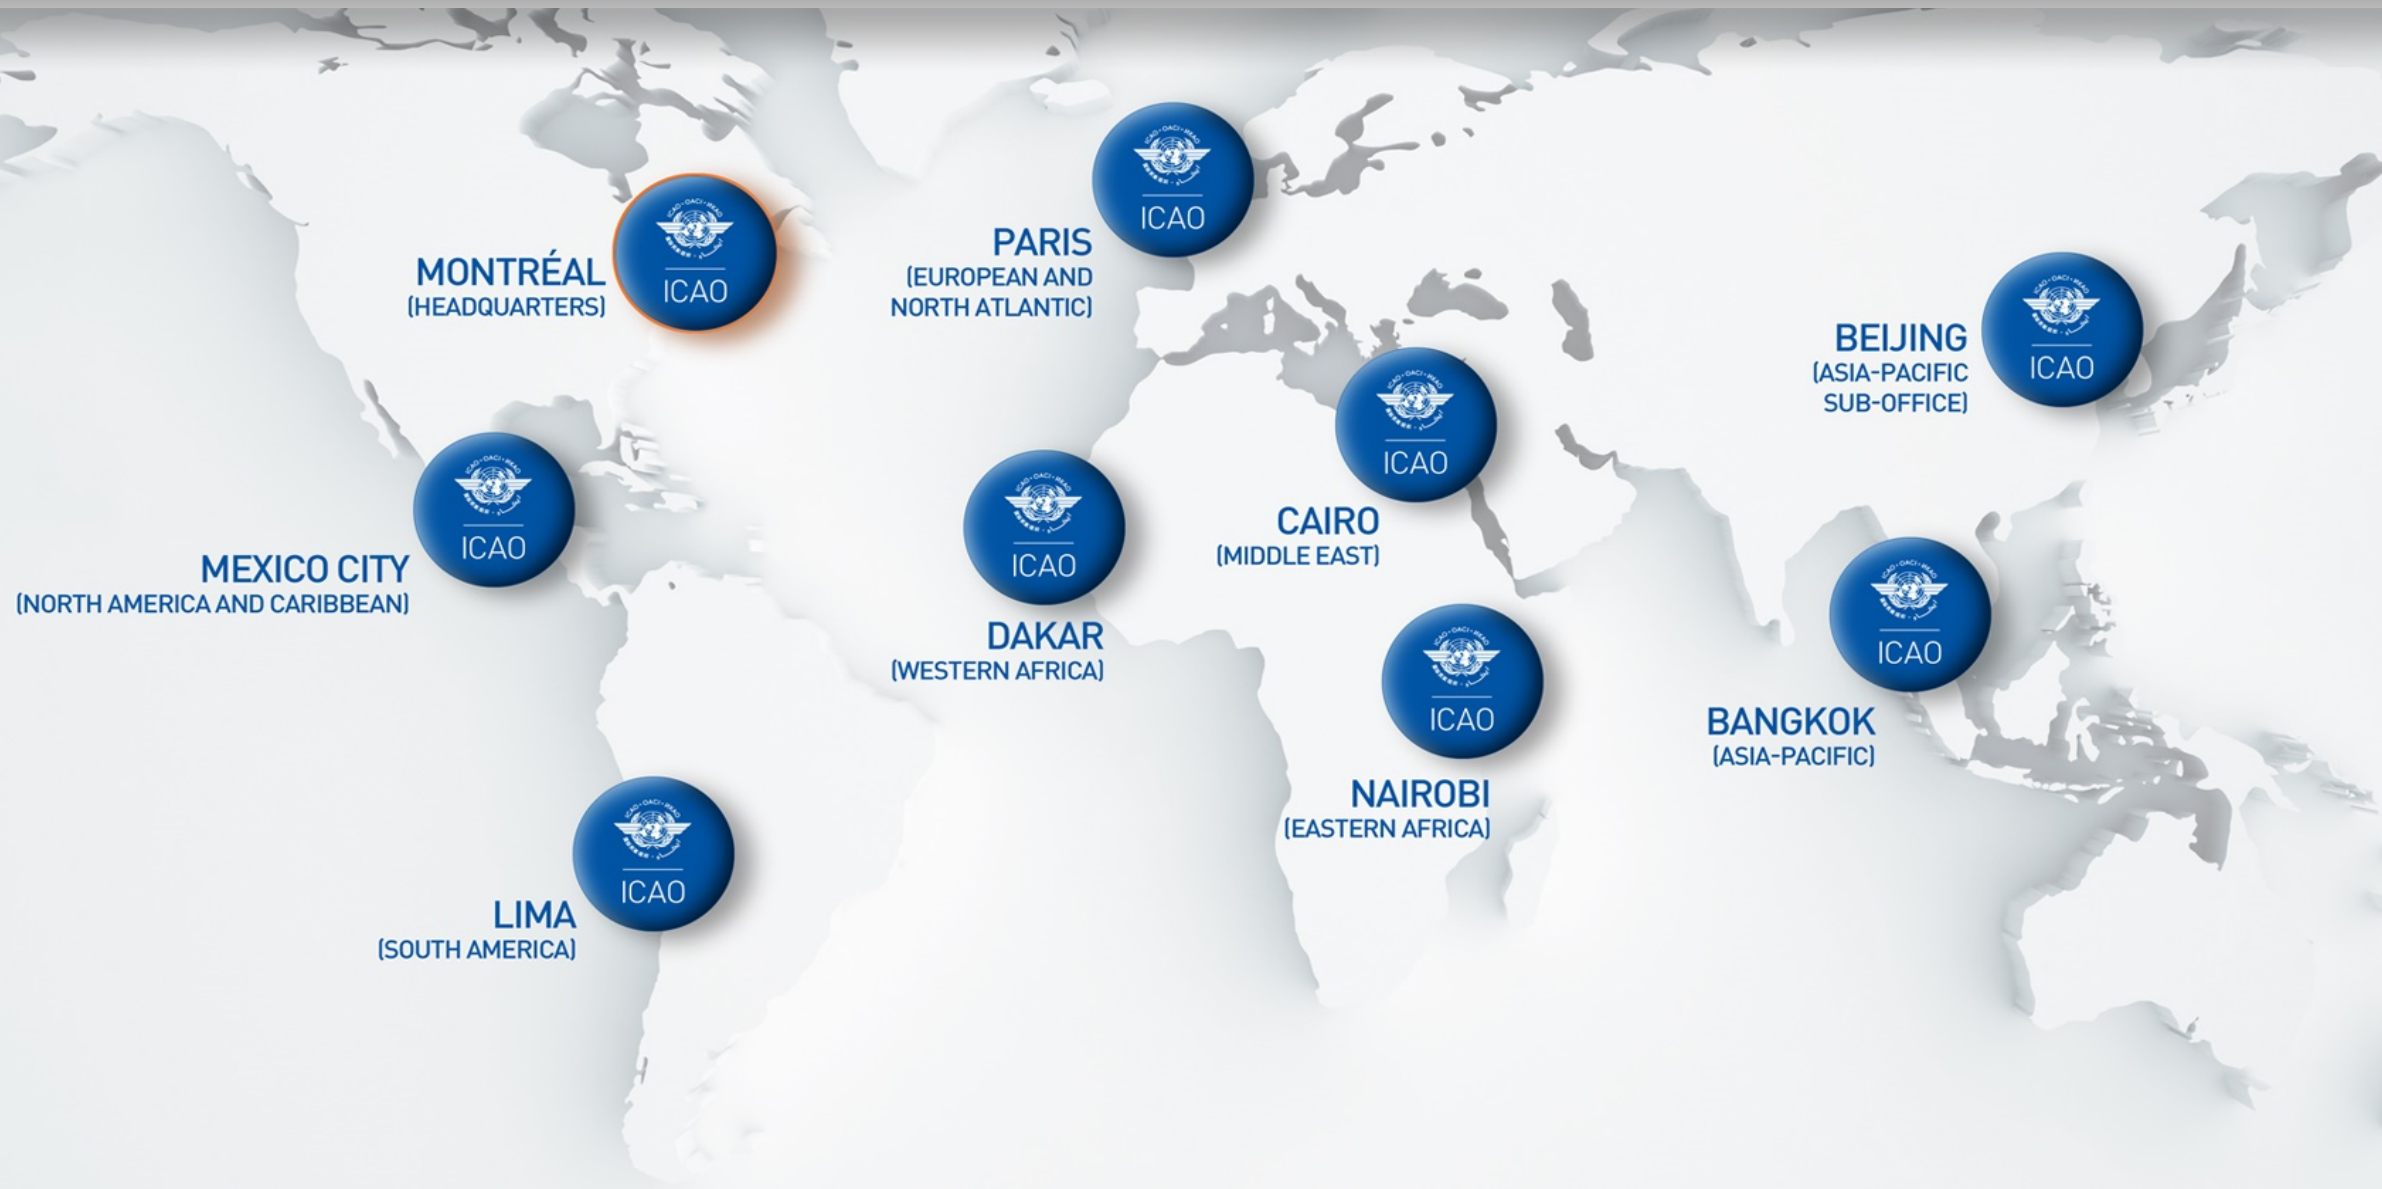 ICAO
MONTRÉAL
(HEADQUARTERS)
ICAO
PARIS
(EUROPEAN AND
NORTH ATLANTIC)
ICAO
BEIJING
(ASIA-PACIFIC
SUB-OFFICE)
ICAO
MEXICO CITY
(NORTH AMERICA AND CARIBBEAN)
ICAO
DAKAR
(WESTERN AFRICA)
ICAO
CAIRO
(MIDDLE EAST)
ICAO
NAIROBI
(EASTERN AFRICA)
ICAO
BANGKOK
(ASIA-PACIFIC)
ICAO
LIMA
(SOUTH AMERICA)
ICAO